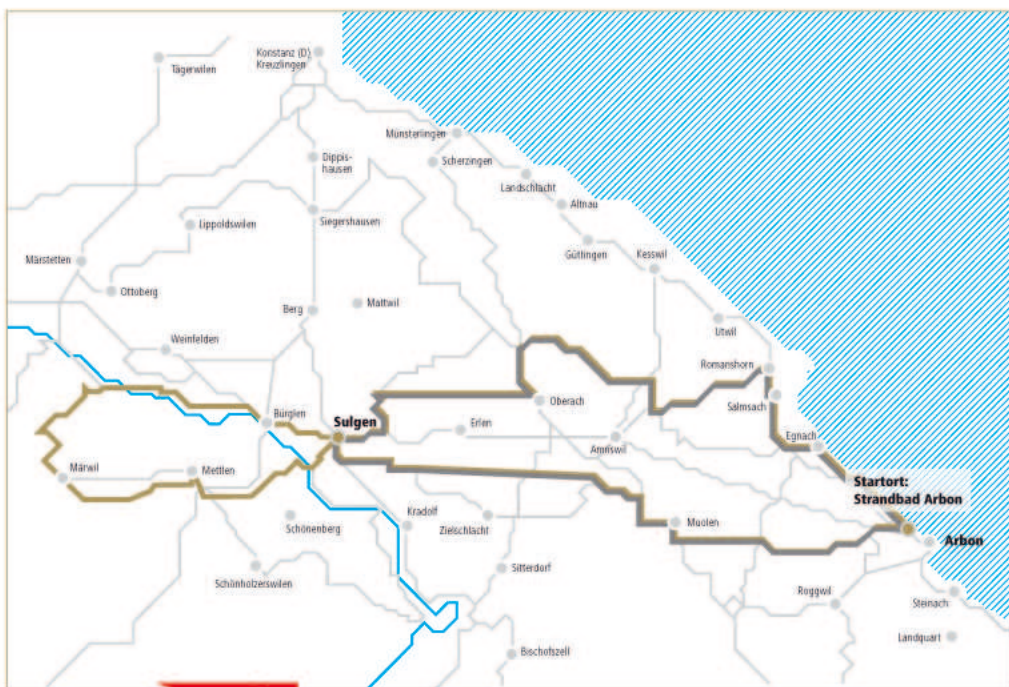 Konstanz (D)
Kreuzlingen
Tägerwilen
Münsterlingen
Dippis-
hausen
Scherzingen
Landschlacht
Altnau
Siegershausen
Lippoldswilen
Güttingen
Kesswil
Märstetten
Ottoberg
Mattwil
Berg
Utwil
Weinfelden
Romanshorn
Salmsach
Oberach
Bürglen
Sulgen
Erlen
Amriswil
Egnach
Märwil
Mettlen
Startort:
Strandbad Arbon
Schönenberg
Kradolf
Zielschlacht
Muolen
Arbon
Sitterdorf
Schönholzerswilen
Roggwil
Steinach
Landquart
Bischofszell